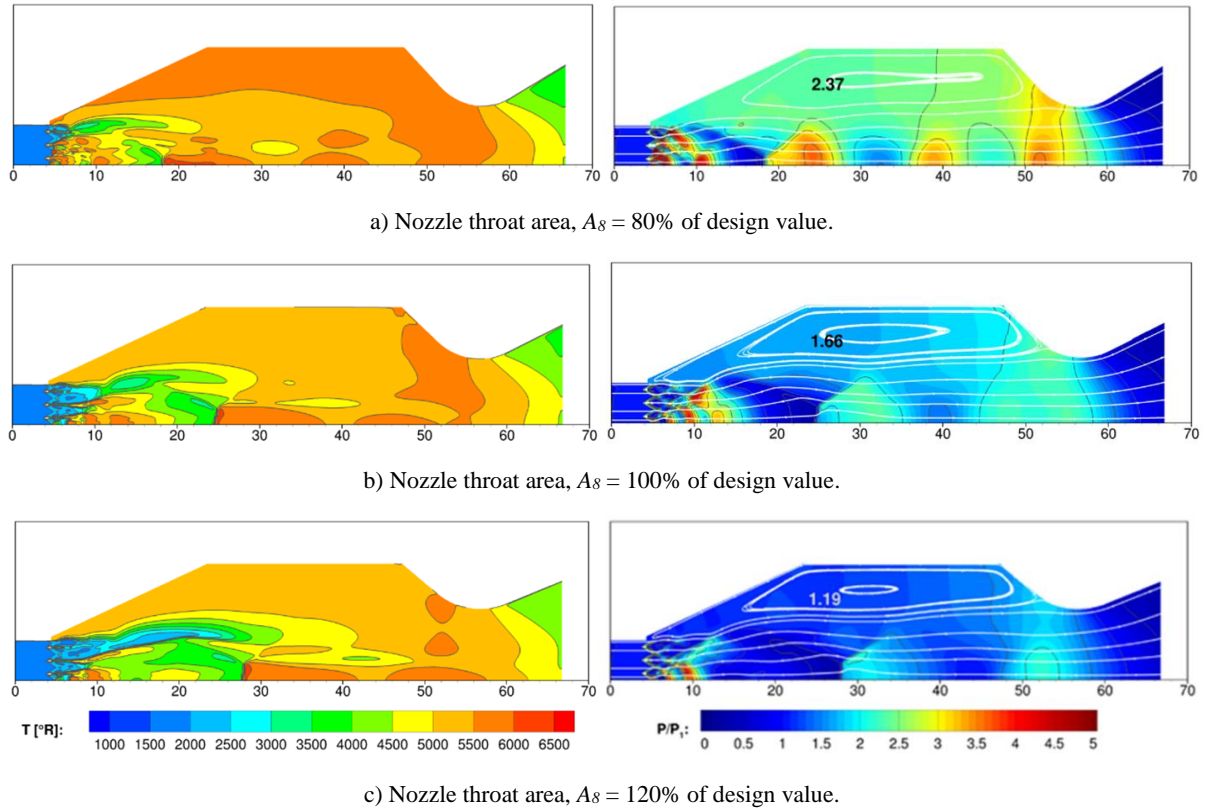 2.37
0 10 20 30 40 50 60 70
0 10 20 30 40 50 60 70
a) Nozzle throat area, A8 = 80% of design value.
1.66
0 10 20 30 40 50 60 70
0 10 20 30 40 50 60 70
b) Nozzle throat area, A8 = 100% of design value.
1.19
0 10 20 30 40 50 60 70
0 10 20 30 40 50 60 70
T [°R]: 1000 1500 2000 2500 3000 3500 4000 4500 5000 5500 6000 6500
P/P1: 0 0.5 1 1.5 2 2.5 3 3.5 4 4.5 5
c) Nozzle throat area, A8 = 120% of design value.